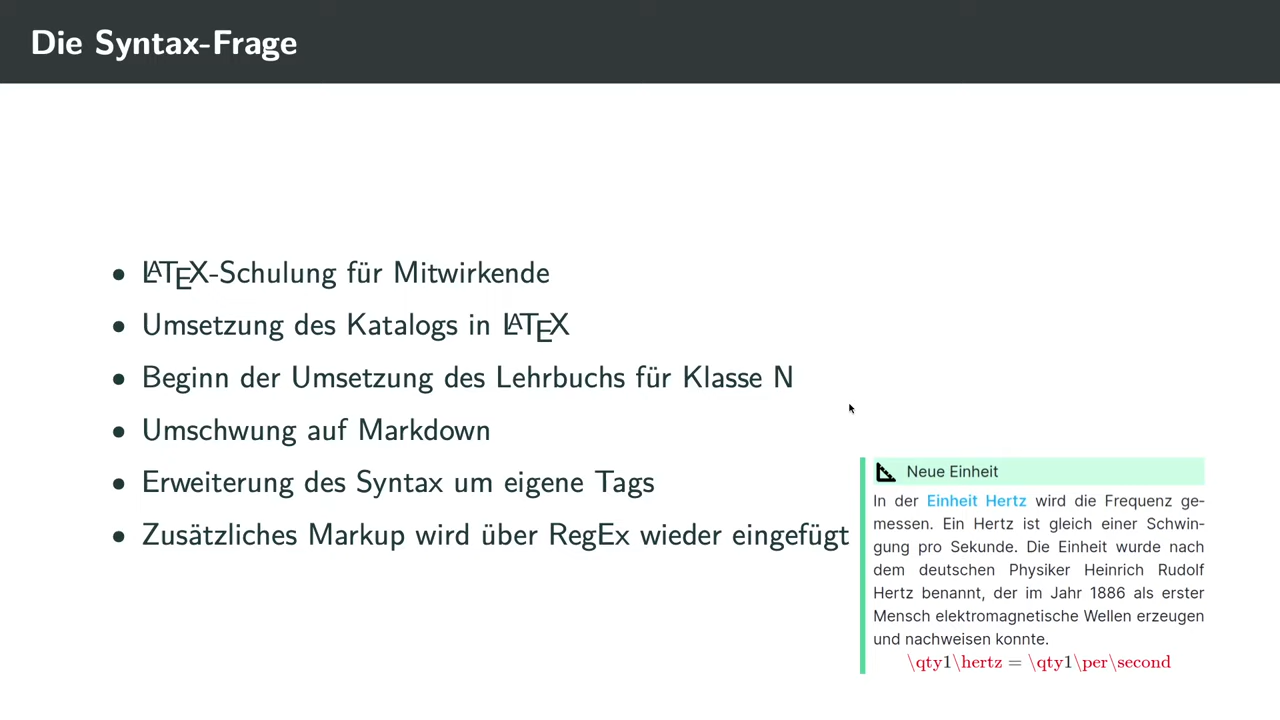 Die Syntax-Frage
• LATEX-Schulung für Mitwirkende
• Umsetzung des Katalogs in LATEX
• Beginn der Umsetzung des Lehrbuchs für Klasse N
• Umschwung auf Markdown
• Erweiterung des Syntax um eigene Tags
• Zusätzliches Markup wird über RegEx wieder eingefügt
Neue Einheit
In der Einheit Hertz wird die Frequenz ge-
messen. Ein Hertz ist gleich einer Schwin-
gung pro Sekunde. Die Einheit wurde nach
dem deutschen Physiker Heinrich Rudolf
Hertz benannt, der im Jahr 1886 als erster
Mensch elektromagnetische Wellen erzeugen
und nachweisen konnte.
\qty1\hertz = \qty1\per\second